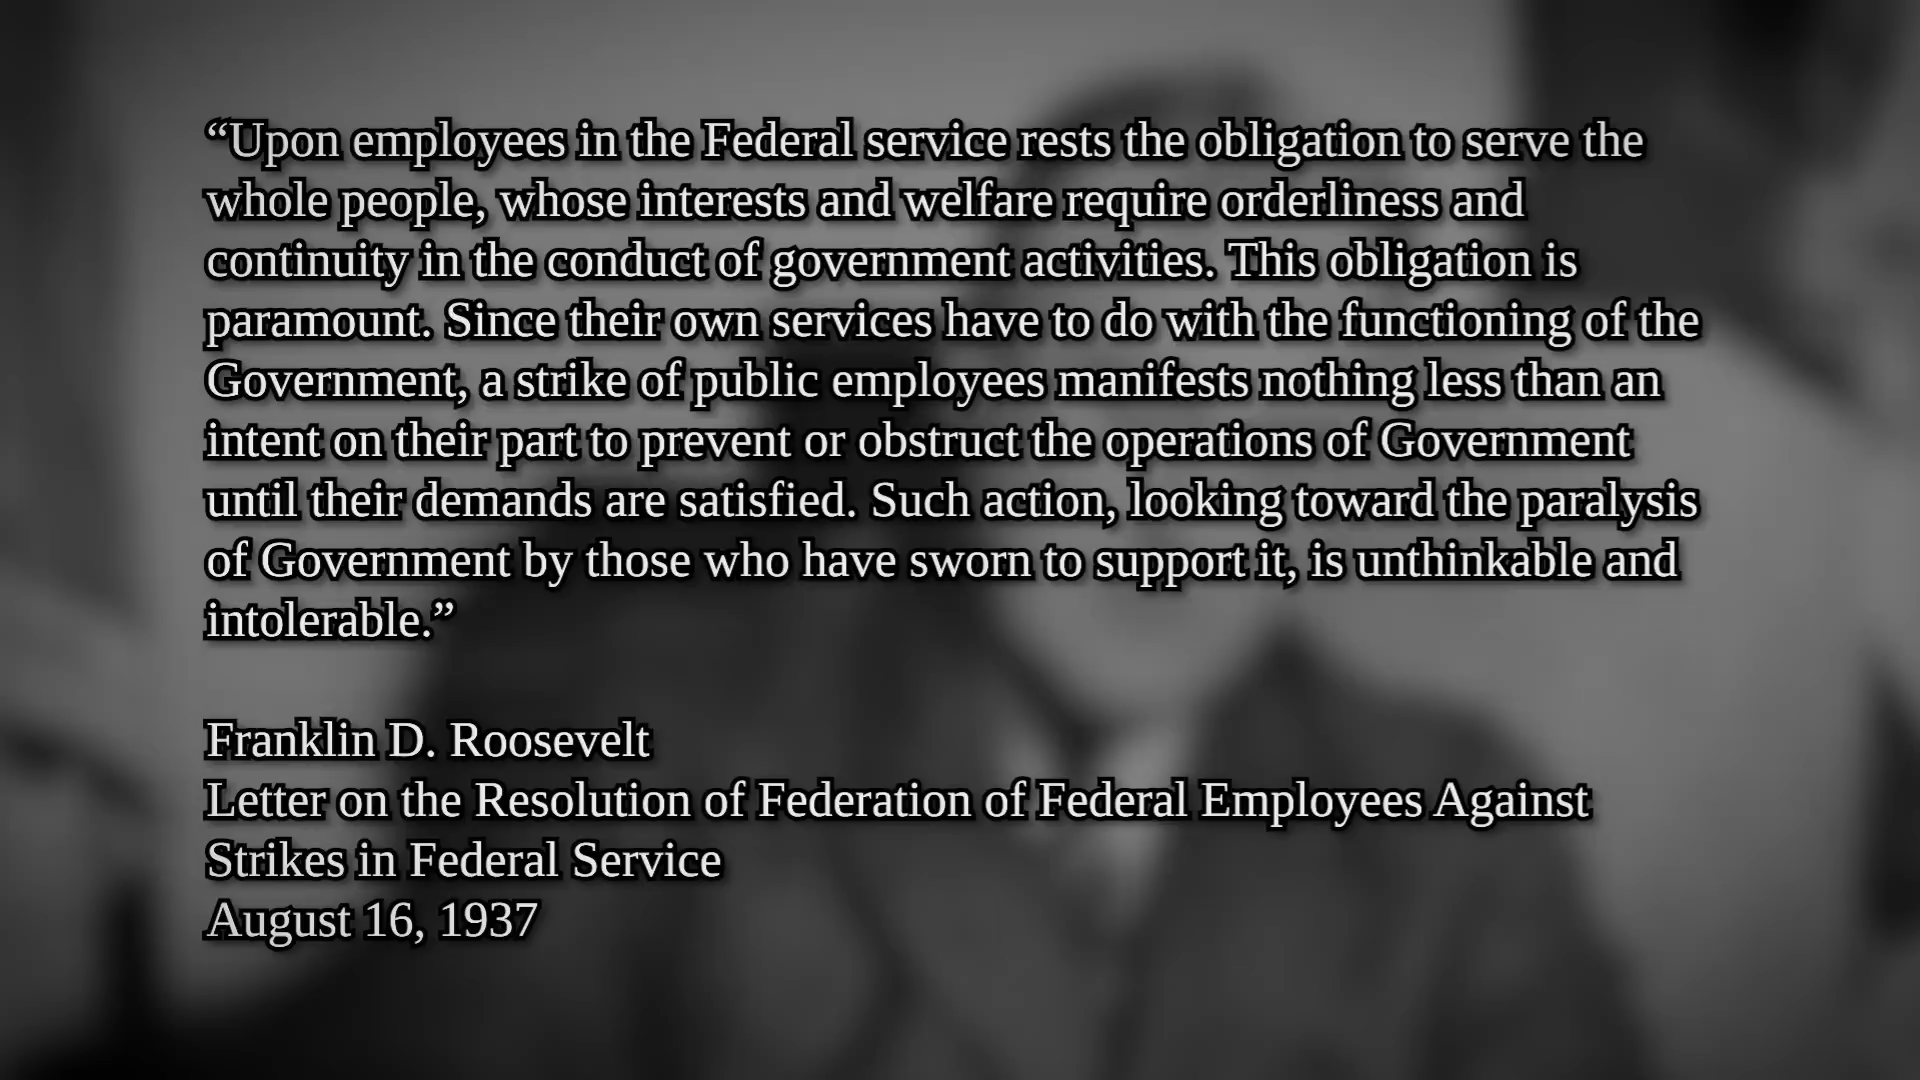 “Upon employees in the Federal service rests the obligation to serve the
whole people, whose interests and welfare require orderliness and
continuity in the conduct of government activities. This obligation is
paramount. Since their own services have to do with the functioning of the
Government, a strike of public employees manifests nothing less than an
intent on their part to prevent or obstruct the operations of Government
until their demands are satisfied. Such action, looking toward the paralysis
of Government by those who have sworn to support it, is unthinkable and
intolerable.”
Franklin D. Roosevelt
Letter on the Resolution of Federation of Federal Employees Against
Strikes in Federal Service
August 16, 1937